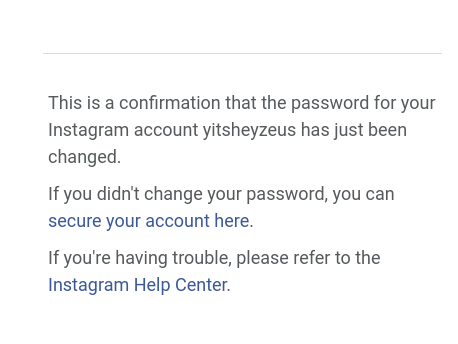 This is a confirmation that the password for your
Instagram account yitsheyzeus has just been
changed.
If you didn't change your password, you can
secure your account here.
If you're having trouble, please refer to the
Instagram Help Center.